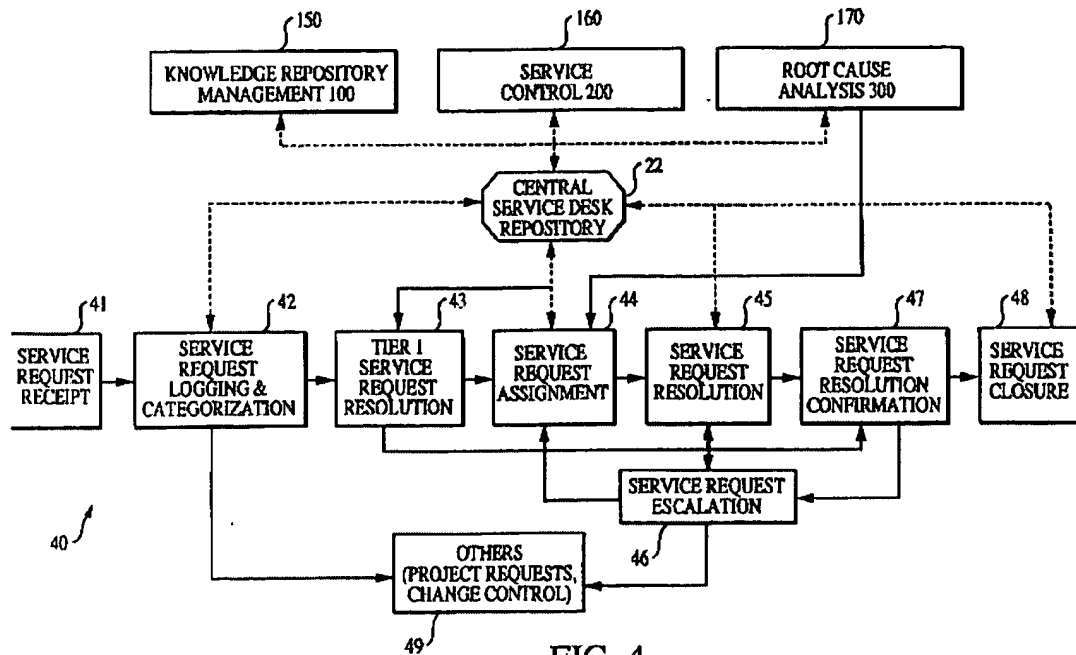 150
160
170
KNOWLEDGE REPOSITORY
MANAGEMENT 100
SERVICE
CONTROL 200
ROOT CAUSE
ANALYSIS 300
22
CENTRAL
SERVICE DESK
REPOSITORY
41
42
43
44
45
47
48
SERVICE
REQUEST
RECEIPT
SERVICE
REQUEST
LOGGING &
CATEGORIZATION
TIER 1
SERVICE
REQUEST
RESOLUTION
SERVICE
REQUEST
ASSIGNMENT
SERVICE
REQUEST
RESOLUTION
SERVICE
REQUEST
RESOLUTION
CONFIRMATION
SERVICE
REQUEST
CLOSURE
SERVICE REQUEST
ESCALATION
46
40
OTHERS
(PROJECT REQUESTS,
CHANGE CONTROL)
49
FIG. 4